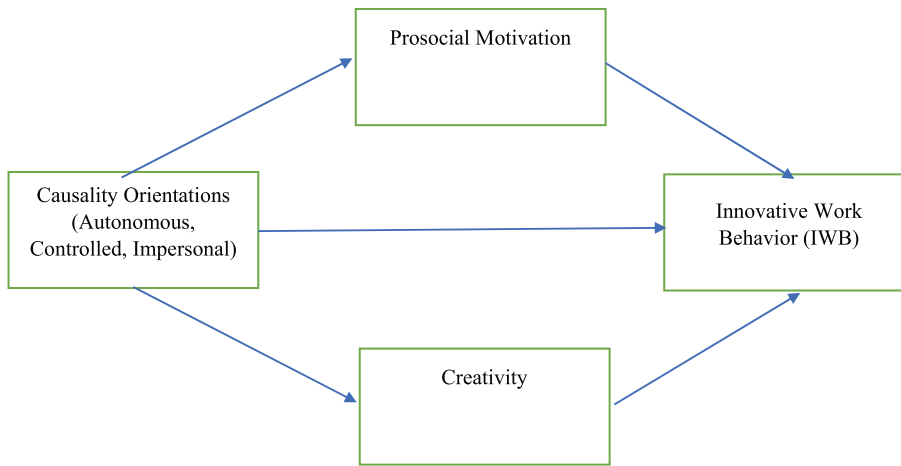 Prosocial Motivation
Causality Orientations
(Autonomous,
Controlled, Impersonal)
Innovative Work
Behavior (IWB)
Creativity